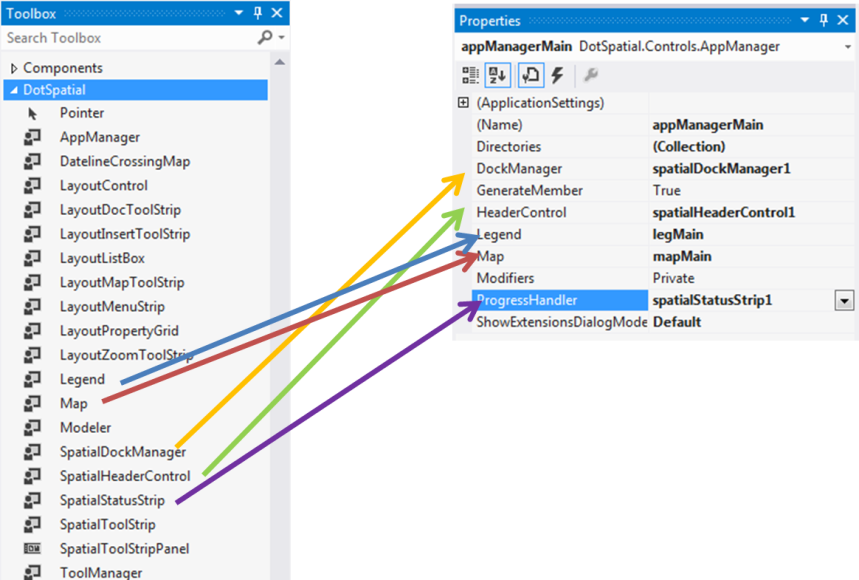 Toolbox
Search Toolbox
Components
DotSpatial
Pointer
AppManager
DatelineCrossingMap
LayoutControl
LayoutDocToolStrip
LayoutInsertToolStrip
LayoutListBox
LayoutMapToolStrip
LayoutMenuStrip
LayoutPropertyGrid
LayoutZoomToolStrip
Legend
Map
Modeler
SpatialDockManager
SpatialHeaderControl
SpatialStatusStrip
SpatialToolStrip
SpatialToolStripPanel
ToolManager
Properties
appManagerMain DotSpatial.Controls.AppManager
(ApplicationSettings)
(Name) appManagerMain
Directories (Collection)
DockManager spatialDockManager1
GenerateMember True
HeaderControl spatialHeaderControl1
Legend legMain
Map mapMain
Modifiers Private
ProgressHandler spatialStatusStrip1
ShowExtensionsDialogMode Default